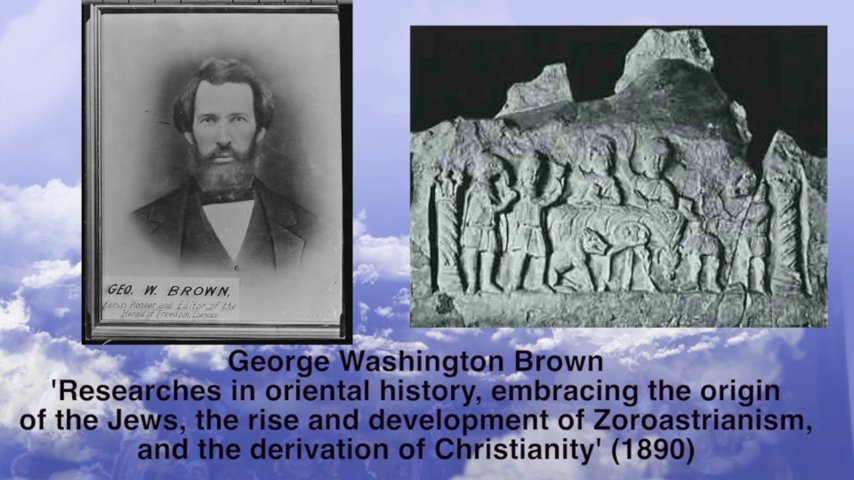 GEO. W. BROWN,
Kansas Pioneer and Editor of the
Herald of Freedom,
George Washington Brown
'Researches in oriental history, embracing the origin
of the Jews, the rise and development of Zoroastrianism,
and the derivation of Christianity' (1890)